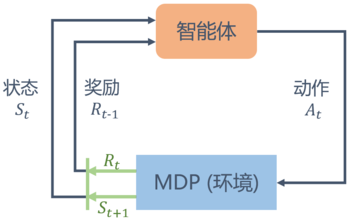 智能体
状态
S_t
奖励
R_{t-1}
动作
A_t
R_t
MDP (环境)
S_{t+1}